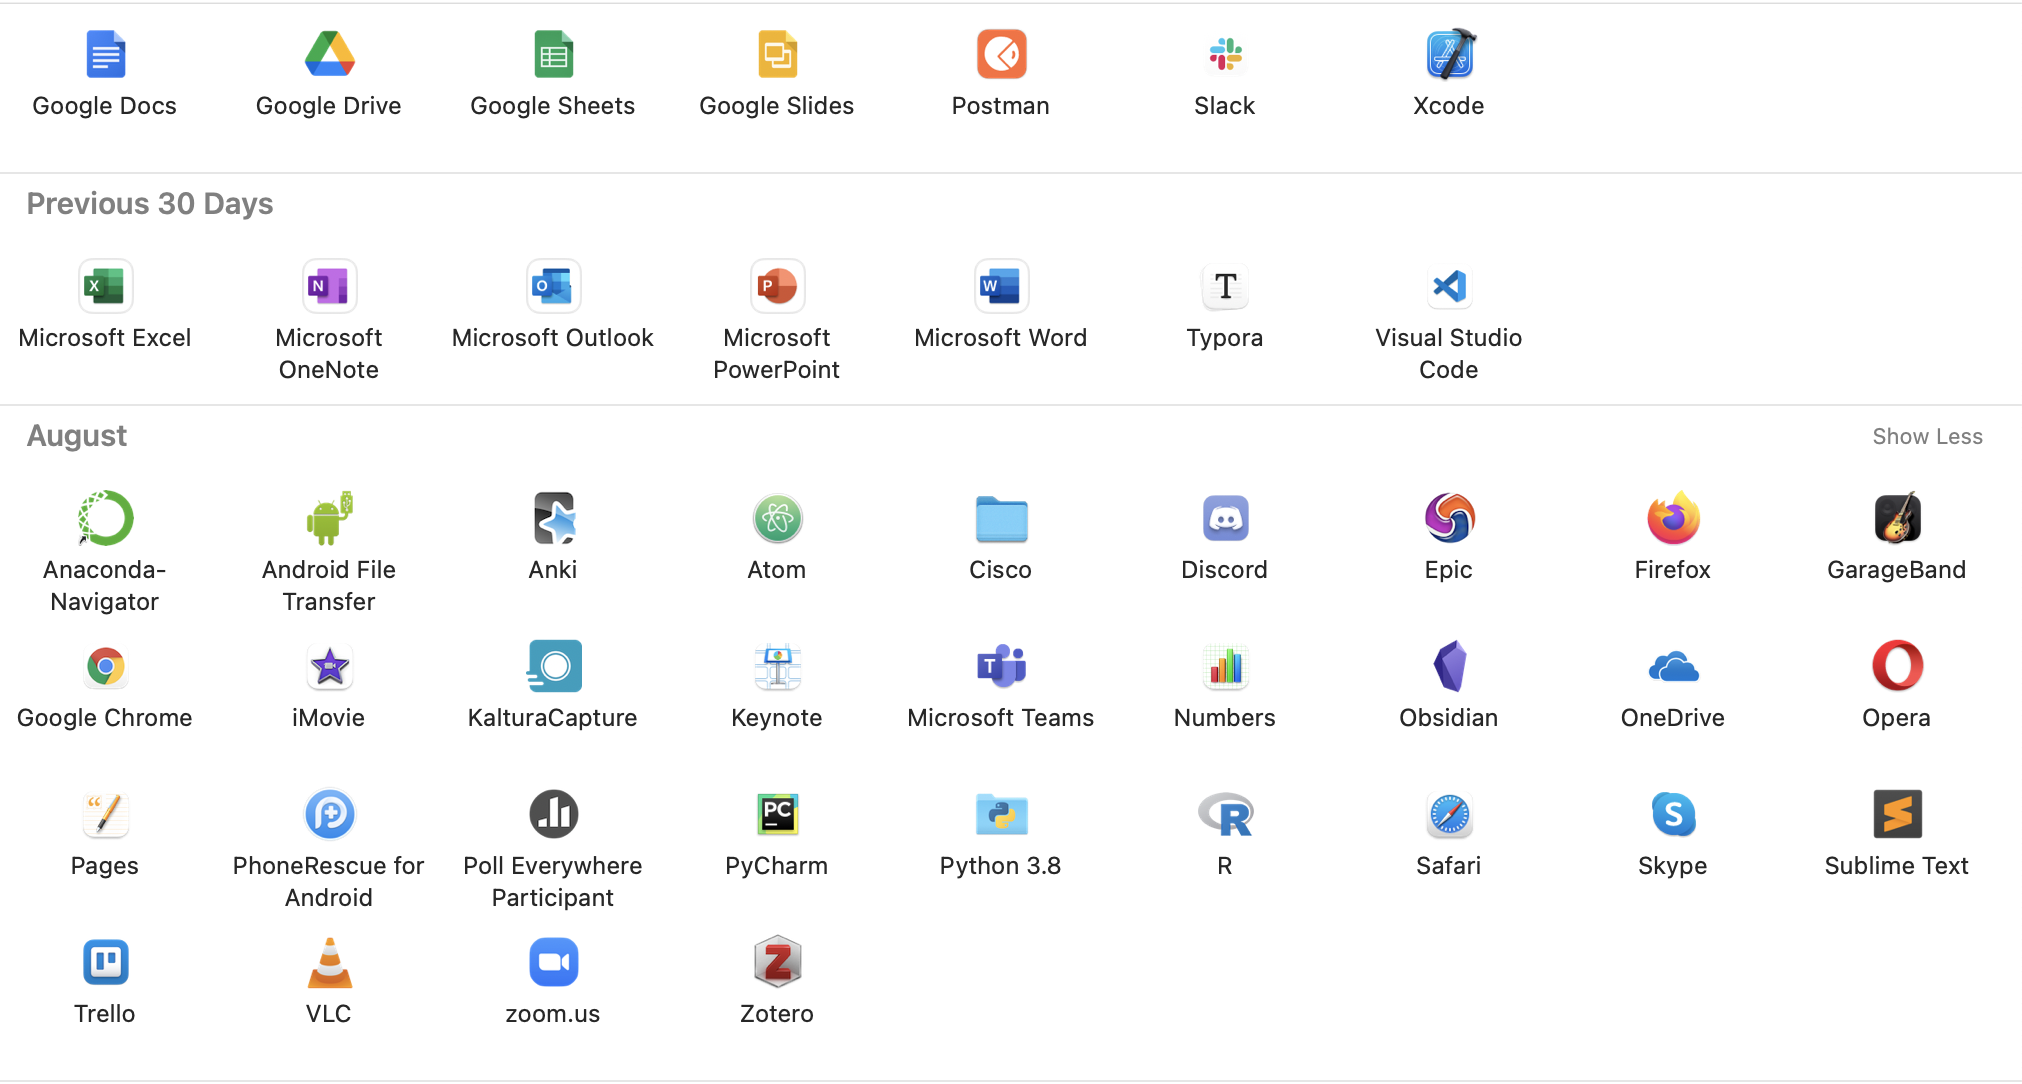 Google Docs
Google Drive
Google Sheets
Google Slides
Postman
Slack
Xcode
Previous 30 Days
X
Microsoft Excel
N
Microsoft
OneNote
O
Microsoft Outlook
P
Microsoft
PowerPoint
W
Microsoft Word
T
Typora
Visual Studio
Code
August
Show Less
Anaconda-
Navigator
Android File
Transfer
Anki
Atom
Cisco
Discord
Epic
Firefox
GarageBand
Google Chrome
iMovie
KalturaCapture
Keynote
T
Microsoft Teams
Numbers
Obsidian
OneDrive
Opera
Pages
PhoneRescue for
Android
Poll Everywhere
Participant
PC
PyCharm
Python 3.8
R
R
Safari
S
Skype
S
Sublime Text
Trello
VLC
zoom.us
Z
Zotero